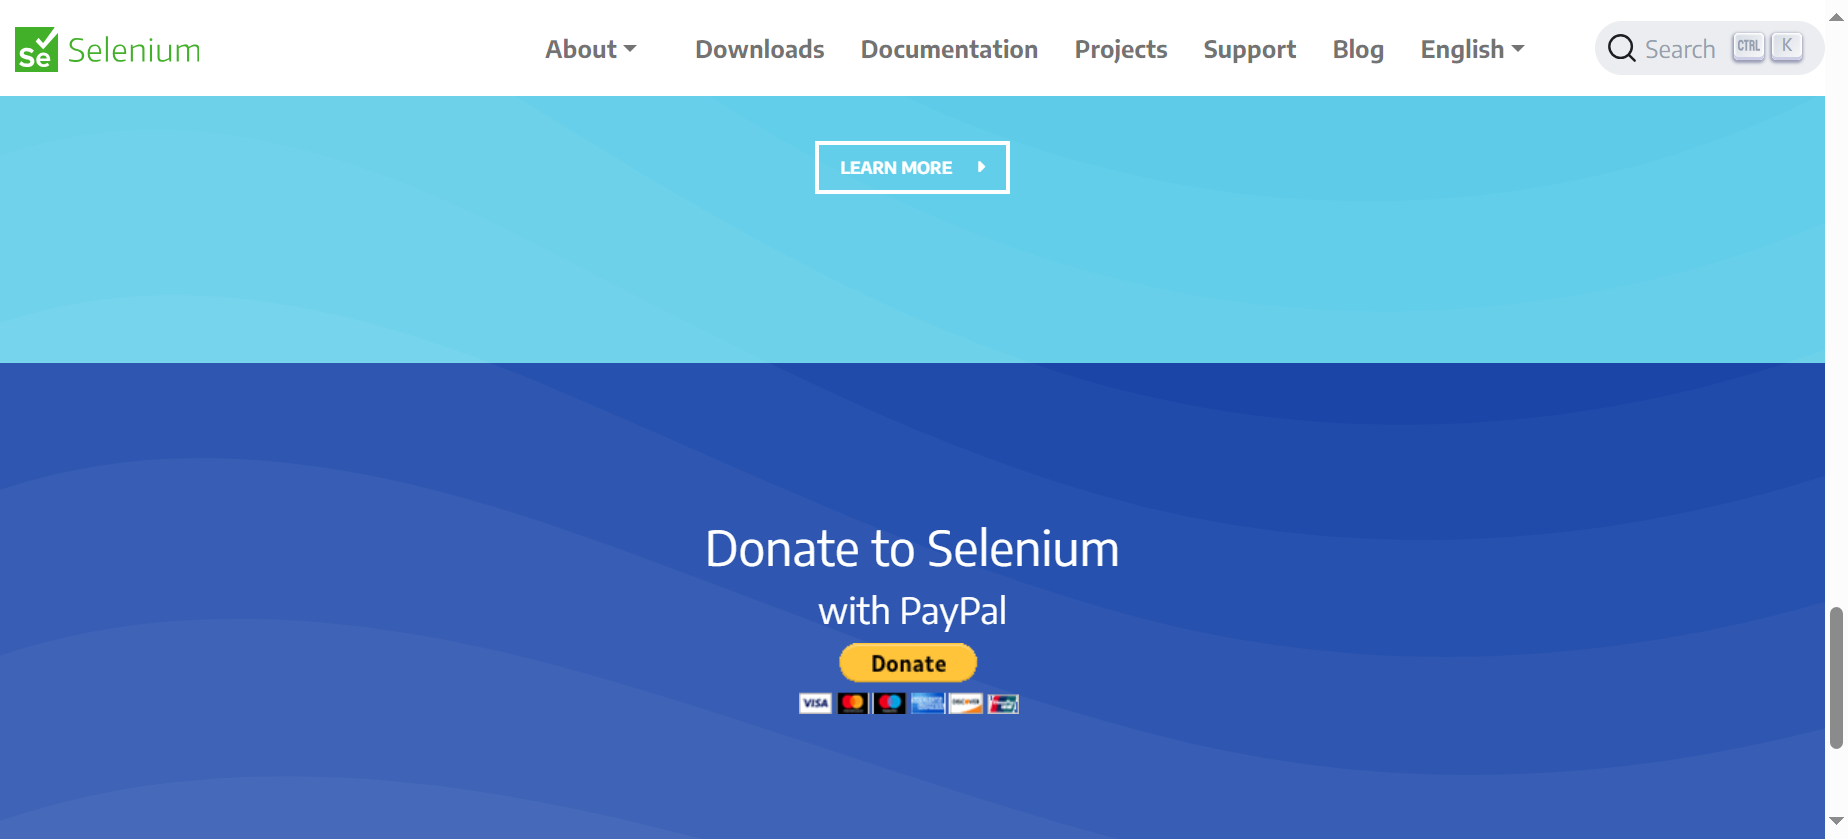 Se Selenium
About
Downloads
Documentation
Projects
Support
Blog
English
Search CTRL K
LEARN MORE
Donate to Selenium
with PayPal
Donate
VISA
DISCOVER